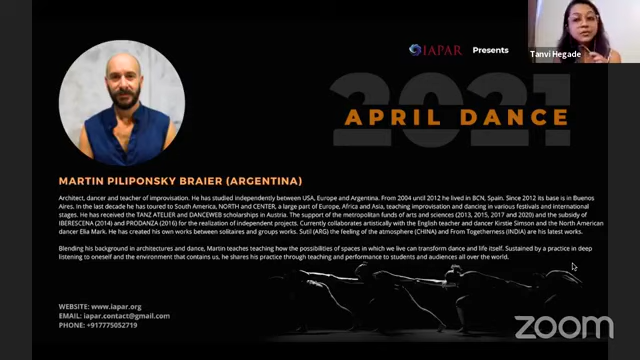 IAPAR Presents
Tanvi Hegade
2021
APRIL DANCE
MARTIN PILIPONSKY BRAIER (ARGENTINA)
Architect, dancer and teacher of improvisation. He has studied independently between USA, Europe and Argentina. From 2004 until 2012 he lived in BCN, Spain. Since 2012 its base is in Buenos
Aires. In the last decade he has toured to South America, NORTH and CENTER, a large part of Europe, Africa and Asia, teaching improvisation and dancing in various festivals and international
stages. He has received the TANZ ATELIER and DANCEWEB scholarships in Austria. The support of the metropolitan funds of arts and sciences (2013, 2015, 2017 and 2020) and the subsidy of
IBERESCENA (2014) and PRODANZA (2016) for the realization of independent projects. Currently collaborates artistically with the English teacher and dancer Kirstie Simson and the North American
dancer Elia Mark. He has created his own works between solitaires and groups works. Sutil (ARG) the feeling of the atmosphere (CHINA) and From Togetherness (INDIA) are his latest works.
Blending his background in architectures and dance, Martin teaches teaching how the possibilities of spaces in which we live can transform dance and life itself. Sustained by a practice in deep
listening to oneself and the environment that contains us, he shares his practice through teaching and performance to students and audiences all over the world.
WEBSITE: www.iapar.org
EMAIL: iapar.contact@gmail.com
PHONE: +917775052719
zoom